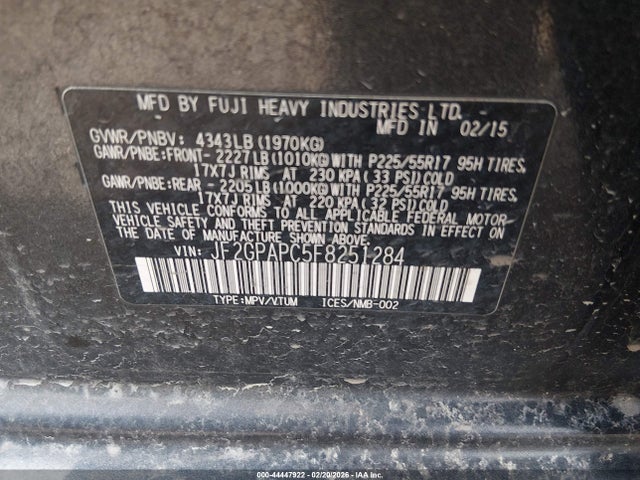 MFD BY FUJI HEAVY INDUSTRIES LTD.
MFD IN 02/15
GVWR/PNBV: 4343LB (1970KG)
GAWR/PNBE:FRONT- 2227LB(1010KG)WITH P225/55R17 95H TIRES,
17X7J RIMS AT 230 KPA( 33 PSI)COLD
GAWR/PNBE:REAR - 2205LB(1000KG)WITH P225/55R17 95H TIRES,
17X7J RIMS AT 220 KPA( 32 PSI)COLD
THIS VEHICLE CONFORMS TO ALL APPLICABLE FEDERAL MOTOR
VEHICLE SAFETY AND THEFT PREVENTION STANDARDS IN EFFECT ON
THE DATE OF MANUFACTURE SHOWN ABOVE.
VIN: JF2GPAPC5F8251284
TYPE:MPV/V.TUM ICES/NMB-002
000-44447922 - 02/20/2026 - IAAI.COM